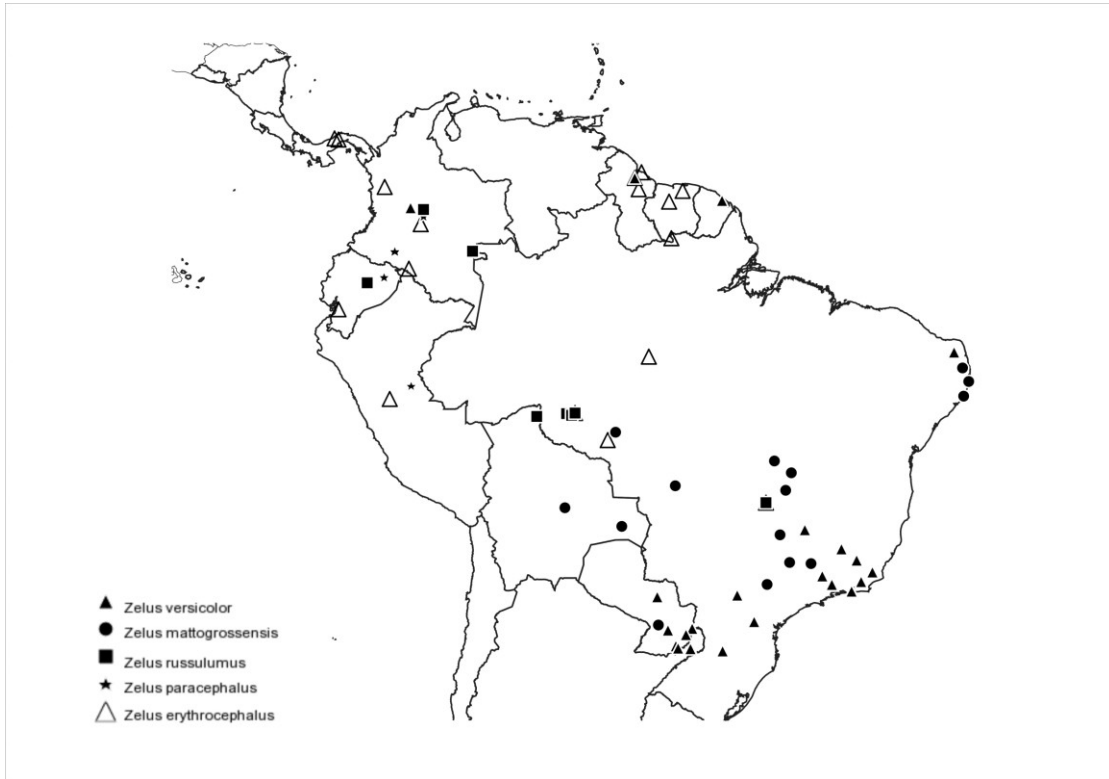 Zelus versicolor
Zelus mattogrossensis
Zelus russulumus
Zelus paracephalus
Zelus erythrocephalus